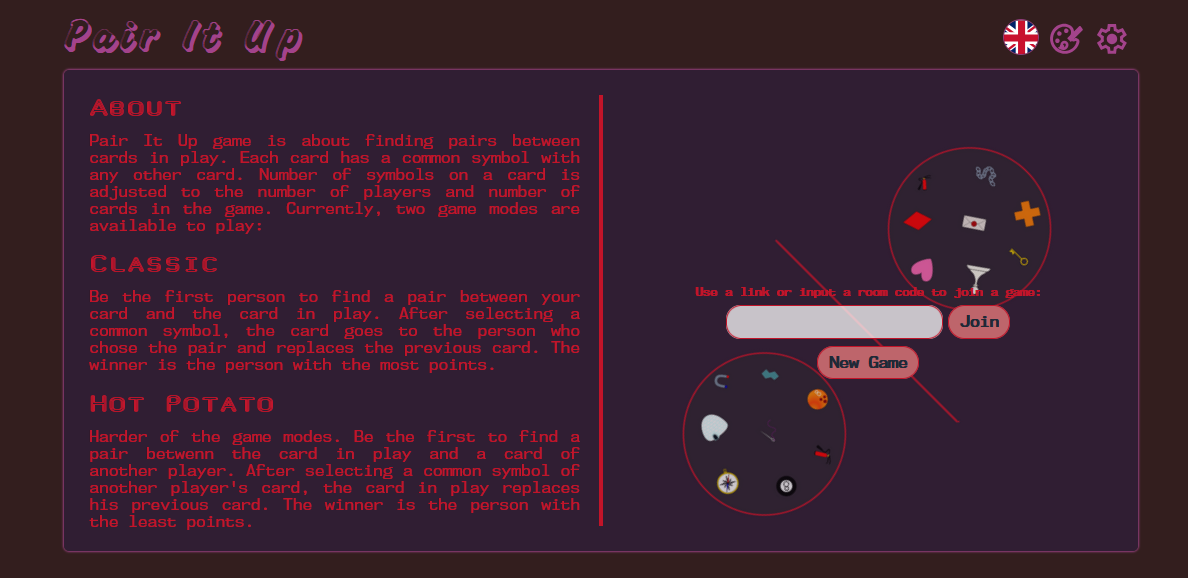 Pair It Up
About
Pair It Up game is about finding pairs between
cards in play. Each card has a common symbol with
any other card. Number of symbols on a card is
adjusted to the number of players and number of
cards in the game. Currently, two game modes are
available to play:
Classic
Be the first person to find a pair between your
card and the card in play. After selecting a
common symbol, the card goes to the person who
chose the pair and replaces the previous card. The
winner is the person with the most points.
Hot Potato
Harder of the game modes. Be the first to find a
pair betwenn the card in play and a card of
another player. After selecting a common symbol of
another player's card, the card in play replaces
his previous card. The winner is the person with
the least points.
Use a link or input a room code to join a game:
Join
New Game
8